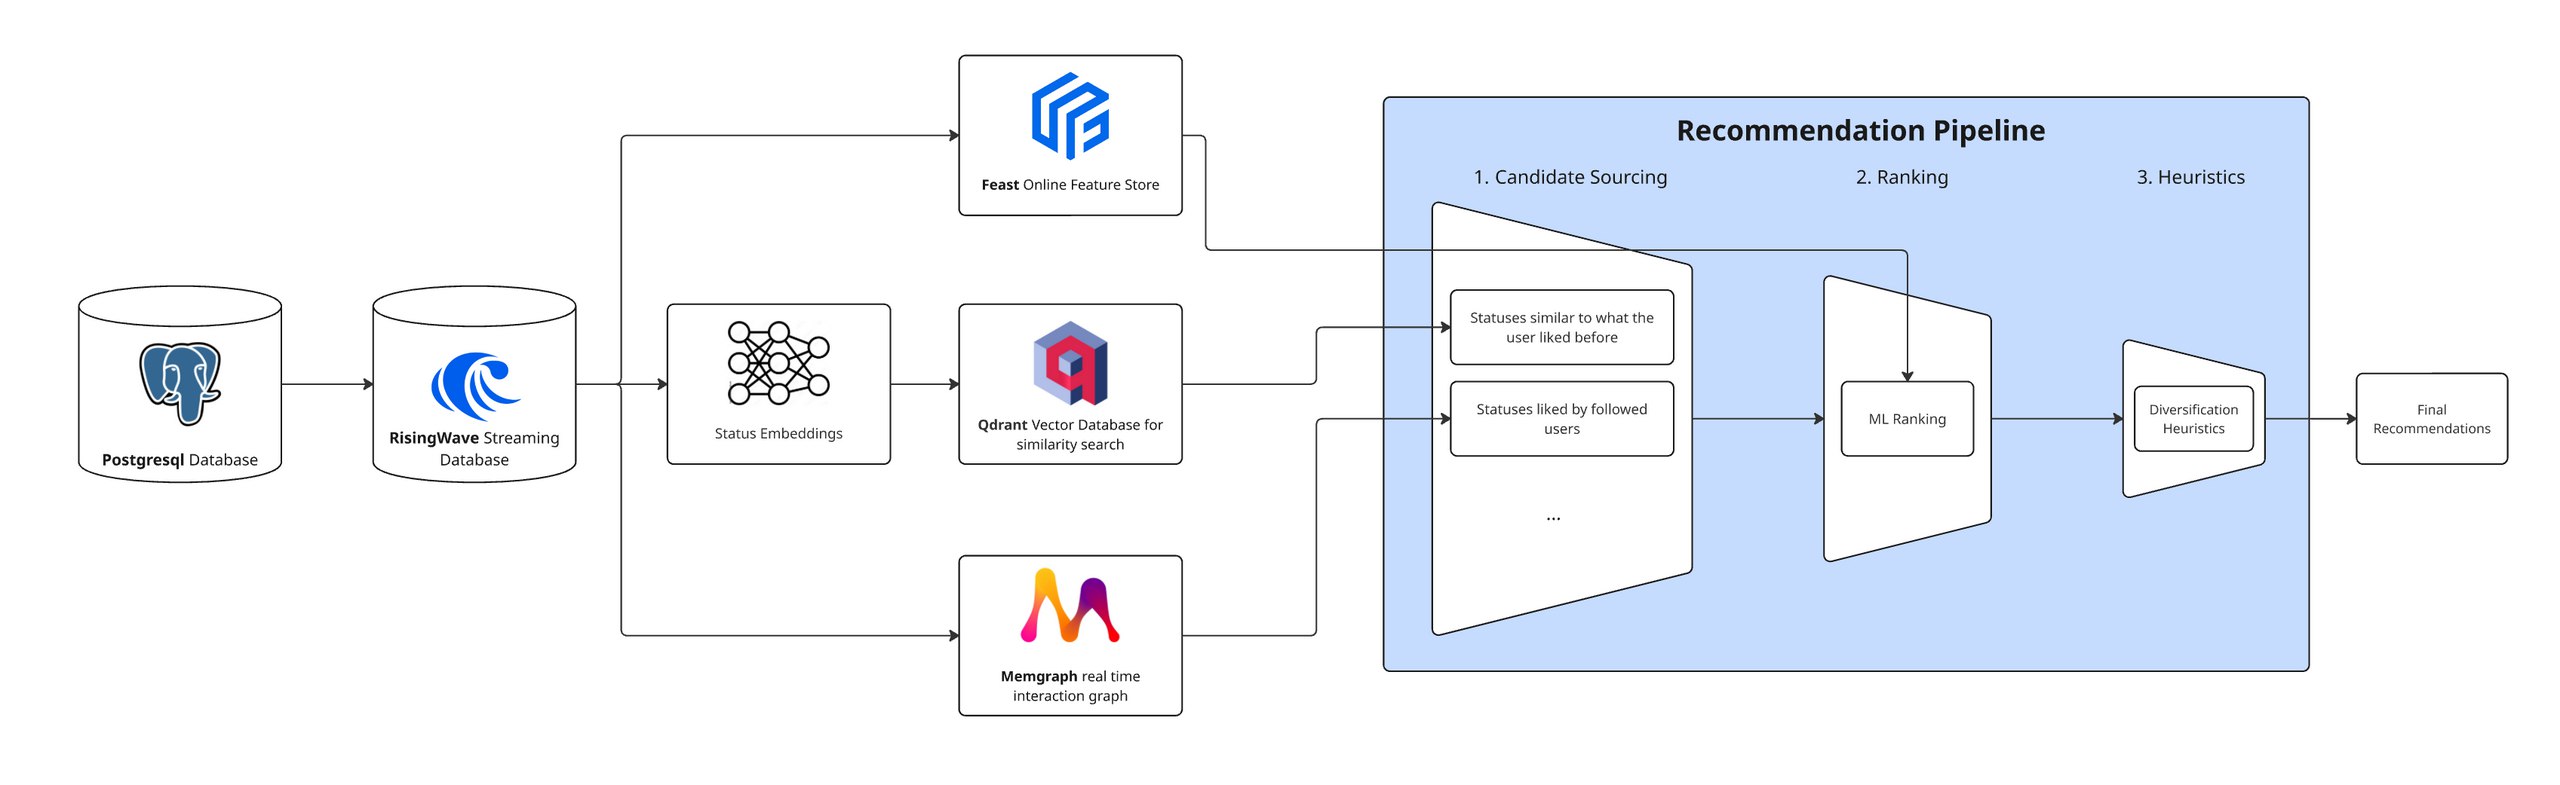 Postgresql Database
RisingWave Streaming
Database
Feast Online Feature Store
Status Embeddings
Qdrant Vector Database for
similarity search
Memgraph real time
interaction graph
Recommendation Pipeline
1. Candidate Sourcing
2. Ranking
3. Heuristics
Statuses similar to what the
user liked before
Statuses liked by followed
users
...
ML Ranking
Diversification
Heuristics
Final
Recommendations